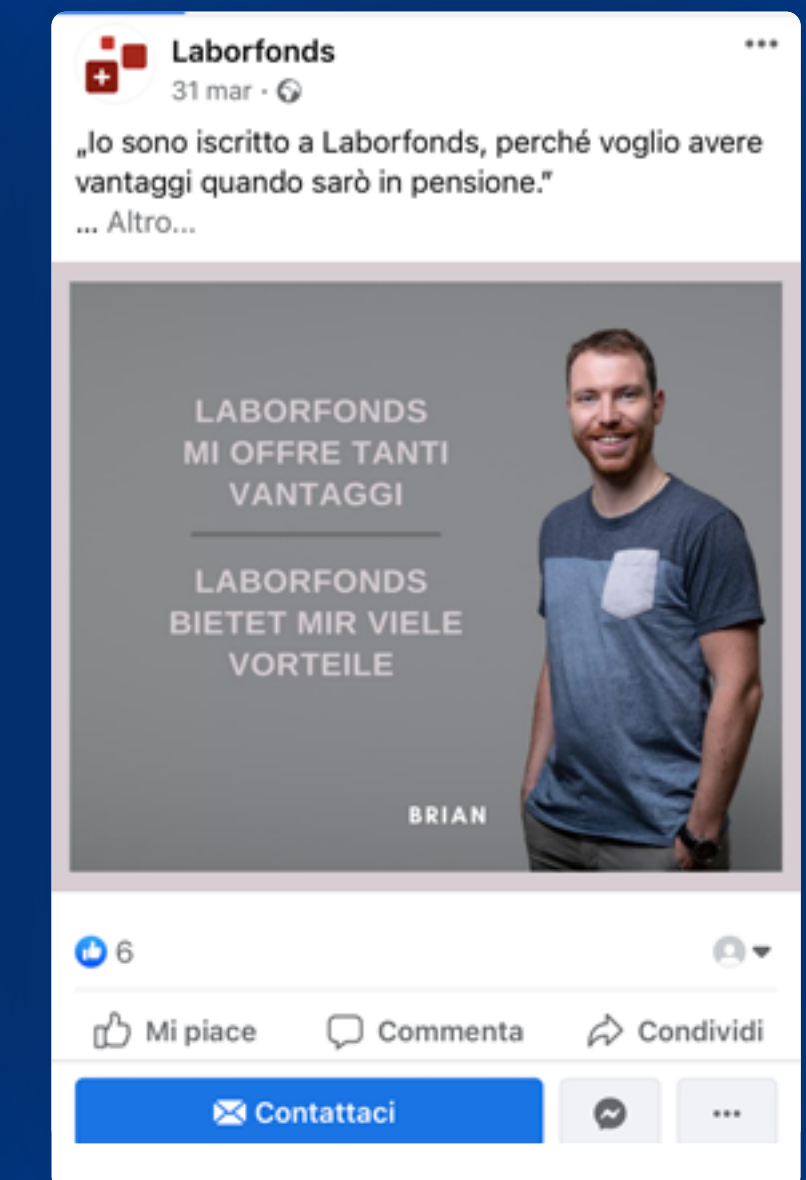 Laborfonds
31 mar ·
„Io sono iscritto a Laborfonds, perché voglio avere
vantaggi quando sarò in pensione.”
... Altro...
LABORFONDS
MI OFFRE TANTI
VANTAGGI
LABORFONDS
BIETET MIR VIELE
VORTEILE
BRIAN
6
Mi piace
Commenta
Condividi
Contattaci